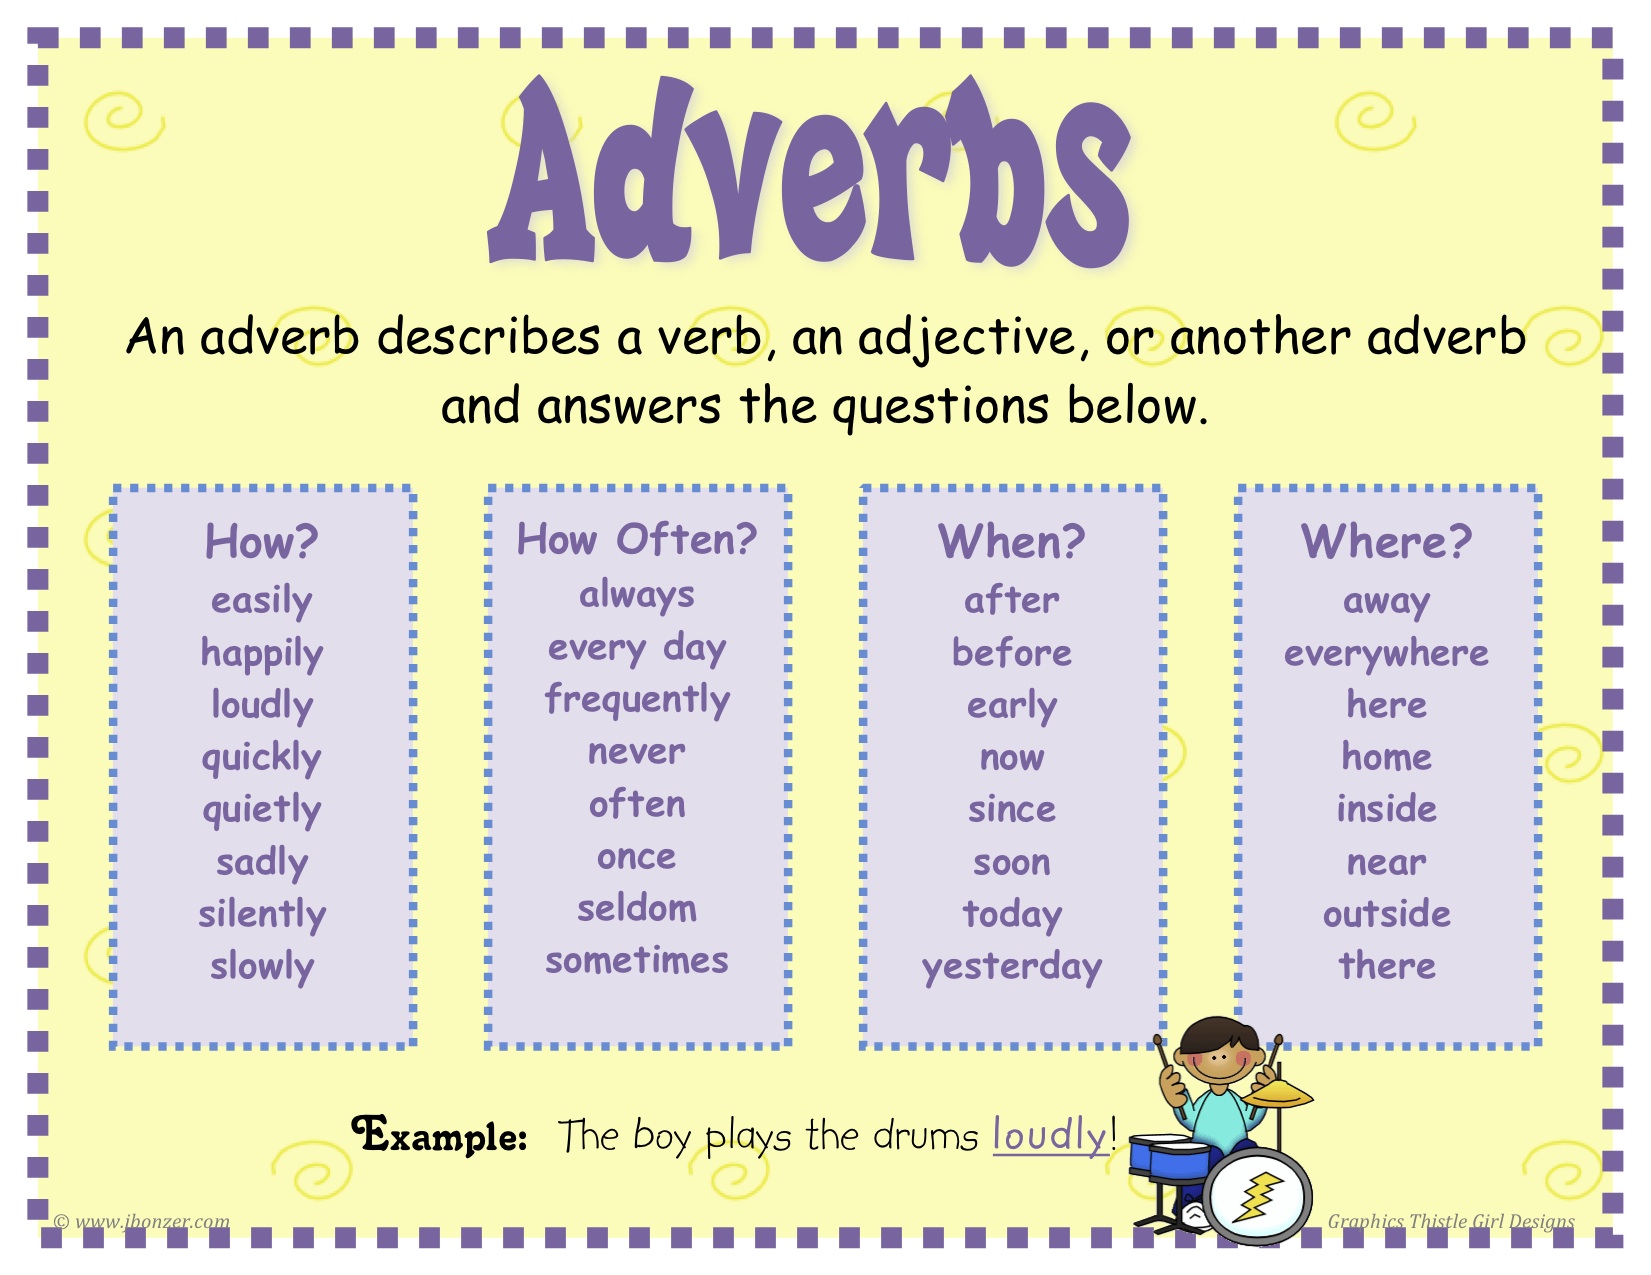 Adverbs
An adverb describes a verb, an adjective, or another adverb
and answers the questions below.
How?
easily
happily
loudly
quickly
quietly
sadly
silently
slowly
How Often?
always
every day
frequently
never
often
once
seldom
sometimes
When?
after
before
early
now
since
soon
today
yesterday
Where?
away
everywhere
here
home
inside
near
outside
there
Example: The boy plays the drums loudly!
© www.jbonzer.com
Graphics Thistle Girl Designs